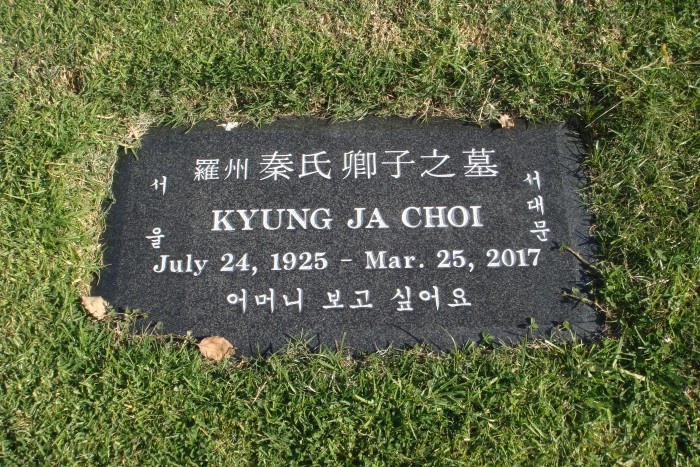 羅州 秦氏 卿子之墓
서울
서대문
KYUNG JA CHOI
July 24, 1925 – Mar. 25, 2017
어머니 보고 싶어요